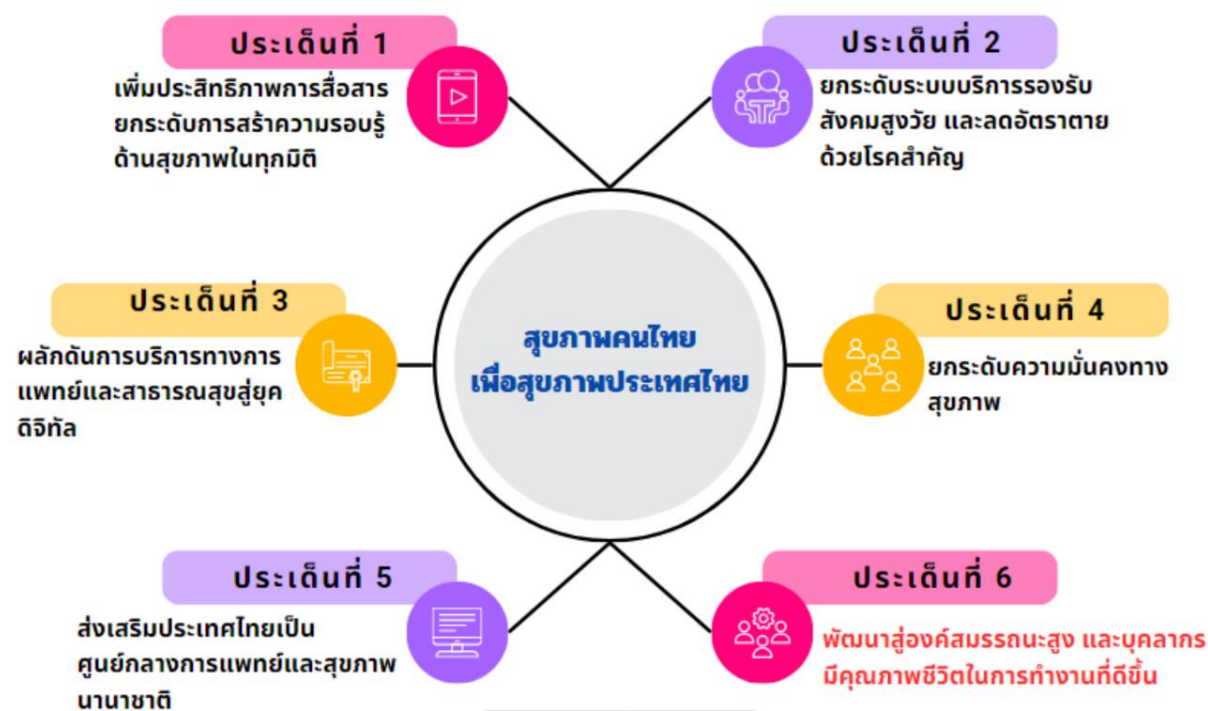 ประเด็นที่ 1
เพิ่มประสิทธิภาพการสื่อสาร
ยกระดับการสร้าความรอบรู้
ด้านสุขภาพในทุกมิติ
ประเด็นที่ 2
ยกระดับระบบบริการรองรับ
สังคมสูงวัย และลดอัตราตาย
ด้วยโรคสำคัญ
ประเด็นที่ 3
ผลักดันการบริการทางการ
แพทย์และสาธารณสุขสู่ยุค
ดิจิทัล
สุขภาพคนไทย
เพื่อสุขภาพประเทศไทย
ประเด็นที่ 4
ยกระดับความมั่นคงทาง
สุขภาพ
ประเด็นที่ 5
ส่งเสริมประเทศไทยเป็น
ศูนย์กลางการแพทย์และสุขภาพ
นานาชาติ
ประเด็นที่ 6
พัฒนาสู่องค์สมรรถนะสูง และบุคลากร
มีคุณภาพชีวิตในการทำงานที่ดีขึ้น